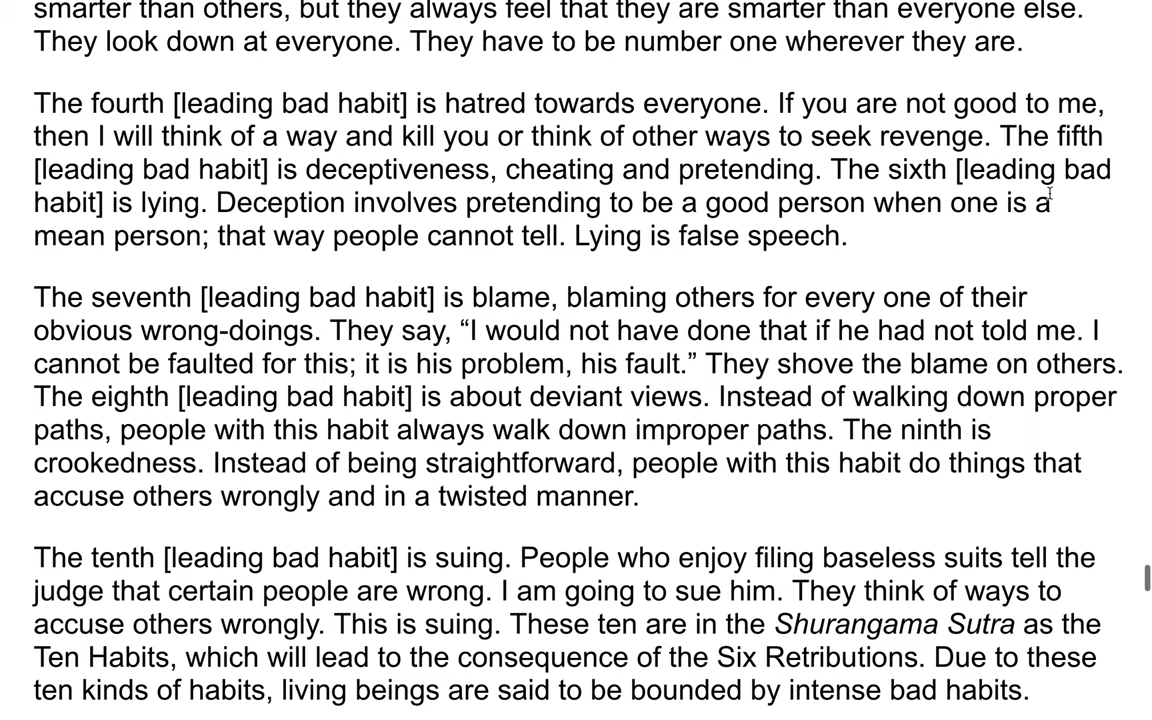 smarter than others, but they always feel that they are smarter than everyone else.
They look down at everyone. They have to be number one wherever they are.
The fourth [leading bad habit] is hatred towards everyone. If you are not good to me,
then I will think of a way and kill you or think of other ways to seek revenge. The fifth
[leading bad habit] is deceptiveness, cheating and pretending. The sixth [leading bad
habit] is lying. Deception involves pretending to be a good person when one is a
mean person; that way people cannot tell. Lying is false speech.
The seventh [leading bad habit] is blame, blaming others for every one of their
obvious wrong-doings. They say, “I would not have done that if he had not told me. I
cannot be faulted for this; it is his problem, his fault.” They shove the blame on others.
The eighth [leading bad habit] is about deviant views. Instead of walking down proper
paths, people with this habit always walk down improper paths. The ninth is
crookedness. Instead of being straightforward, people with this habit do things that
accuse others wrongly and in a twisted manner.
The tenth [leading bad habit] is suing. People who enjoy filing baseless suits tell the
judge that certain people are wrong. I am going to sue him. They think of ways to
accuse others wrongly. This is suing. These ten are in the Shurangama Sutra as the
Ten Habits, which will lead to the consequence of the Six Retributions. Due to these
ten kinds of habits, living beings are said to be bounded by intense bad habits.